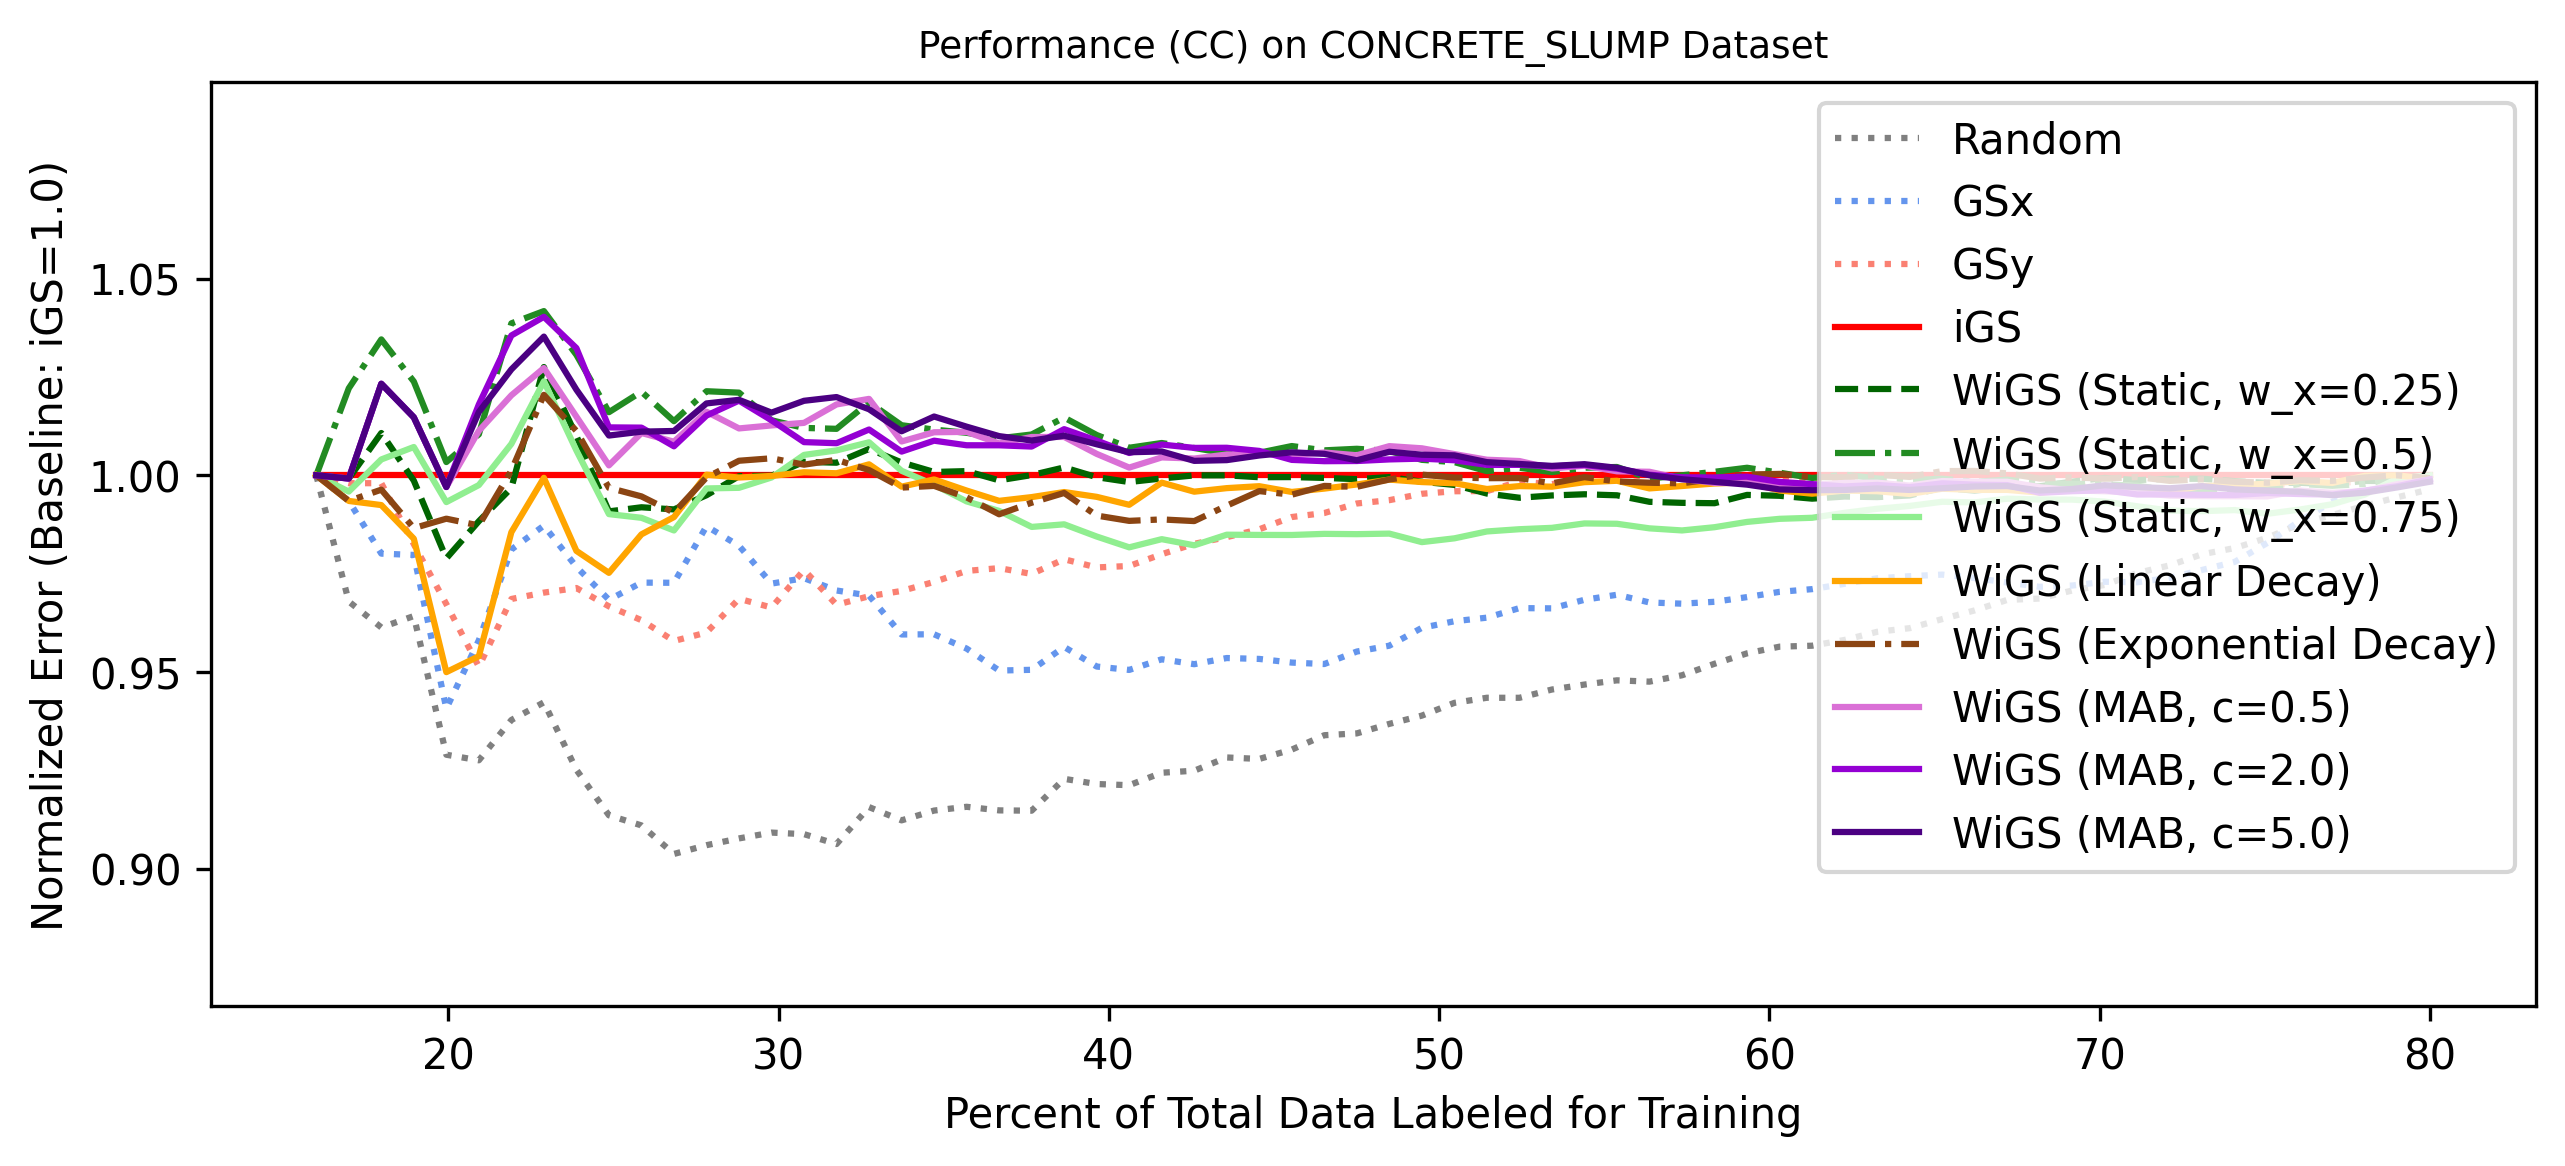 Performance (CC) on CONCRETE_SLUMP Dataset
Normalized Error (Baseline: iGS=1.0)
1.05
1.00
0.95
0.90
Random
GSx
GSy
iGS
WiGS (Static, w_x=0.25)
WiGS (Static, w_x=0.5)
WiGS (Static, w_x=0.75)
WiGS (Linear Decay)
WiGS (Exponential Decay)
WiGS (MAB, c=0.5)
WiGS (MAB, c=2.0)
WiGS (MAB, c=5.0)
20 30 40 50 60 70 80
Percent of Total Data Labeled for Training